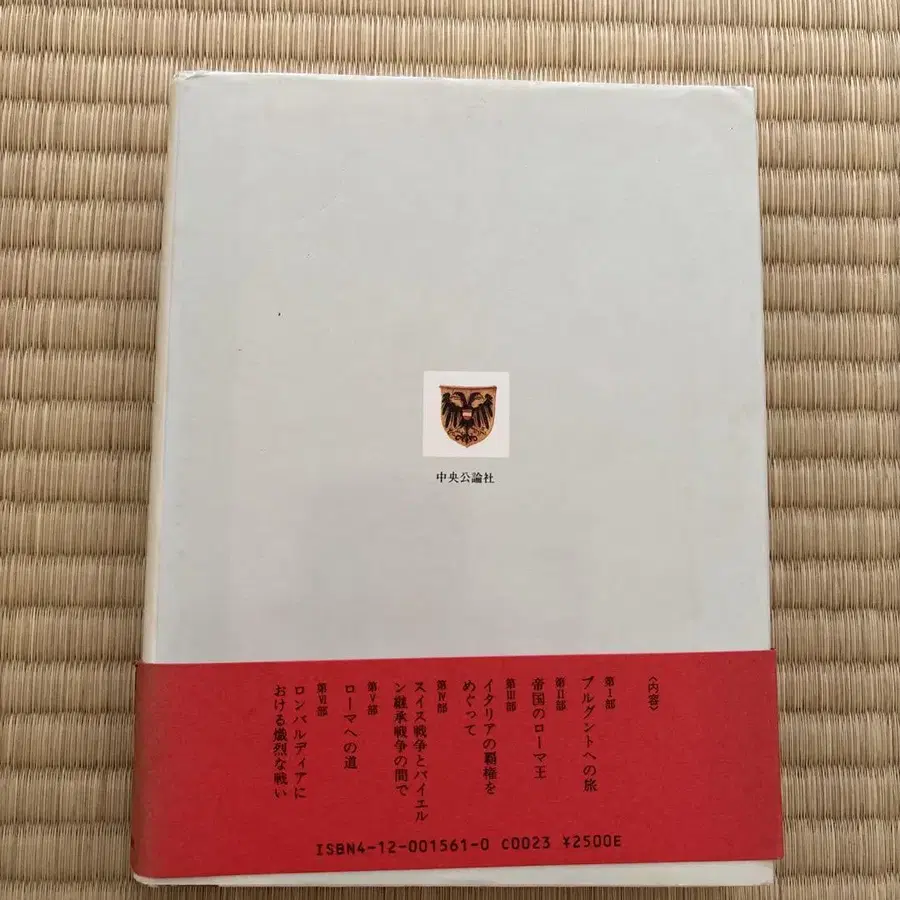 中央公論社
〈内容〉
第Ⅰ部
ブルグントへの旅
第Ⅱ部
帝国のローマ王
第Ⅲ部
イタリアの覇権を
めぐって
第Ⅳ部
スイス戦争とバイエル
ン継承戦争の間で
第Ⅴ部
ローマへの道
第Ⅵ部
ロンバルディアに
おける熾烈な戦い
ISBN4-12-001561-0 C0023 ¥2500E